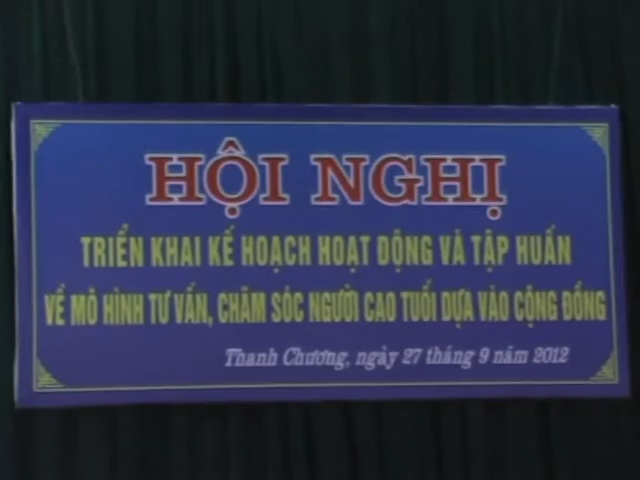 HỘI NGHỊ
TRIỂN KHAI KẾ HOẠCH HOẠT ĐỘNG VÀ TẬP HUẤN
VỀ MÔ HÌNH TƯ VẤN, CHĂM SÓC NGƯỜI CAO TUỔI DỰA VÀO CỘNG ĐỒNG
Thanh Chương, ngày 27 tháng 9 năm 2012